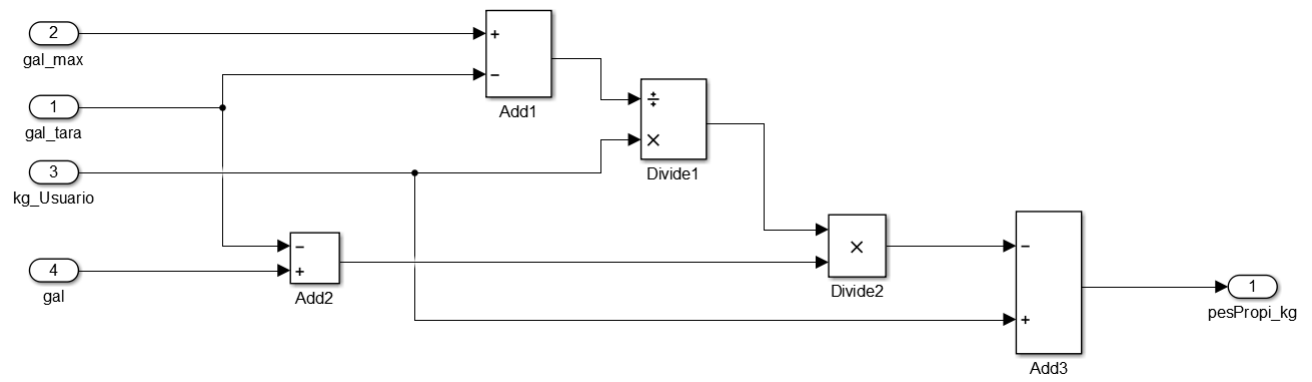 2
gal_max
1
gal_tara
3
kg_Usuario
4
gal
+
−
Add1
÷
×
Divide1
−
+
Add2
×
Divide2
−
+
Add3
1
pesPropi_kg